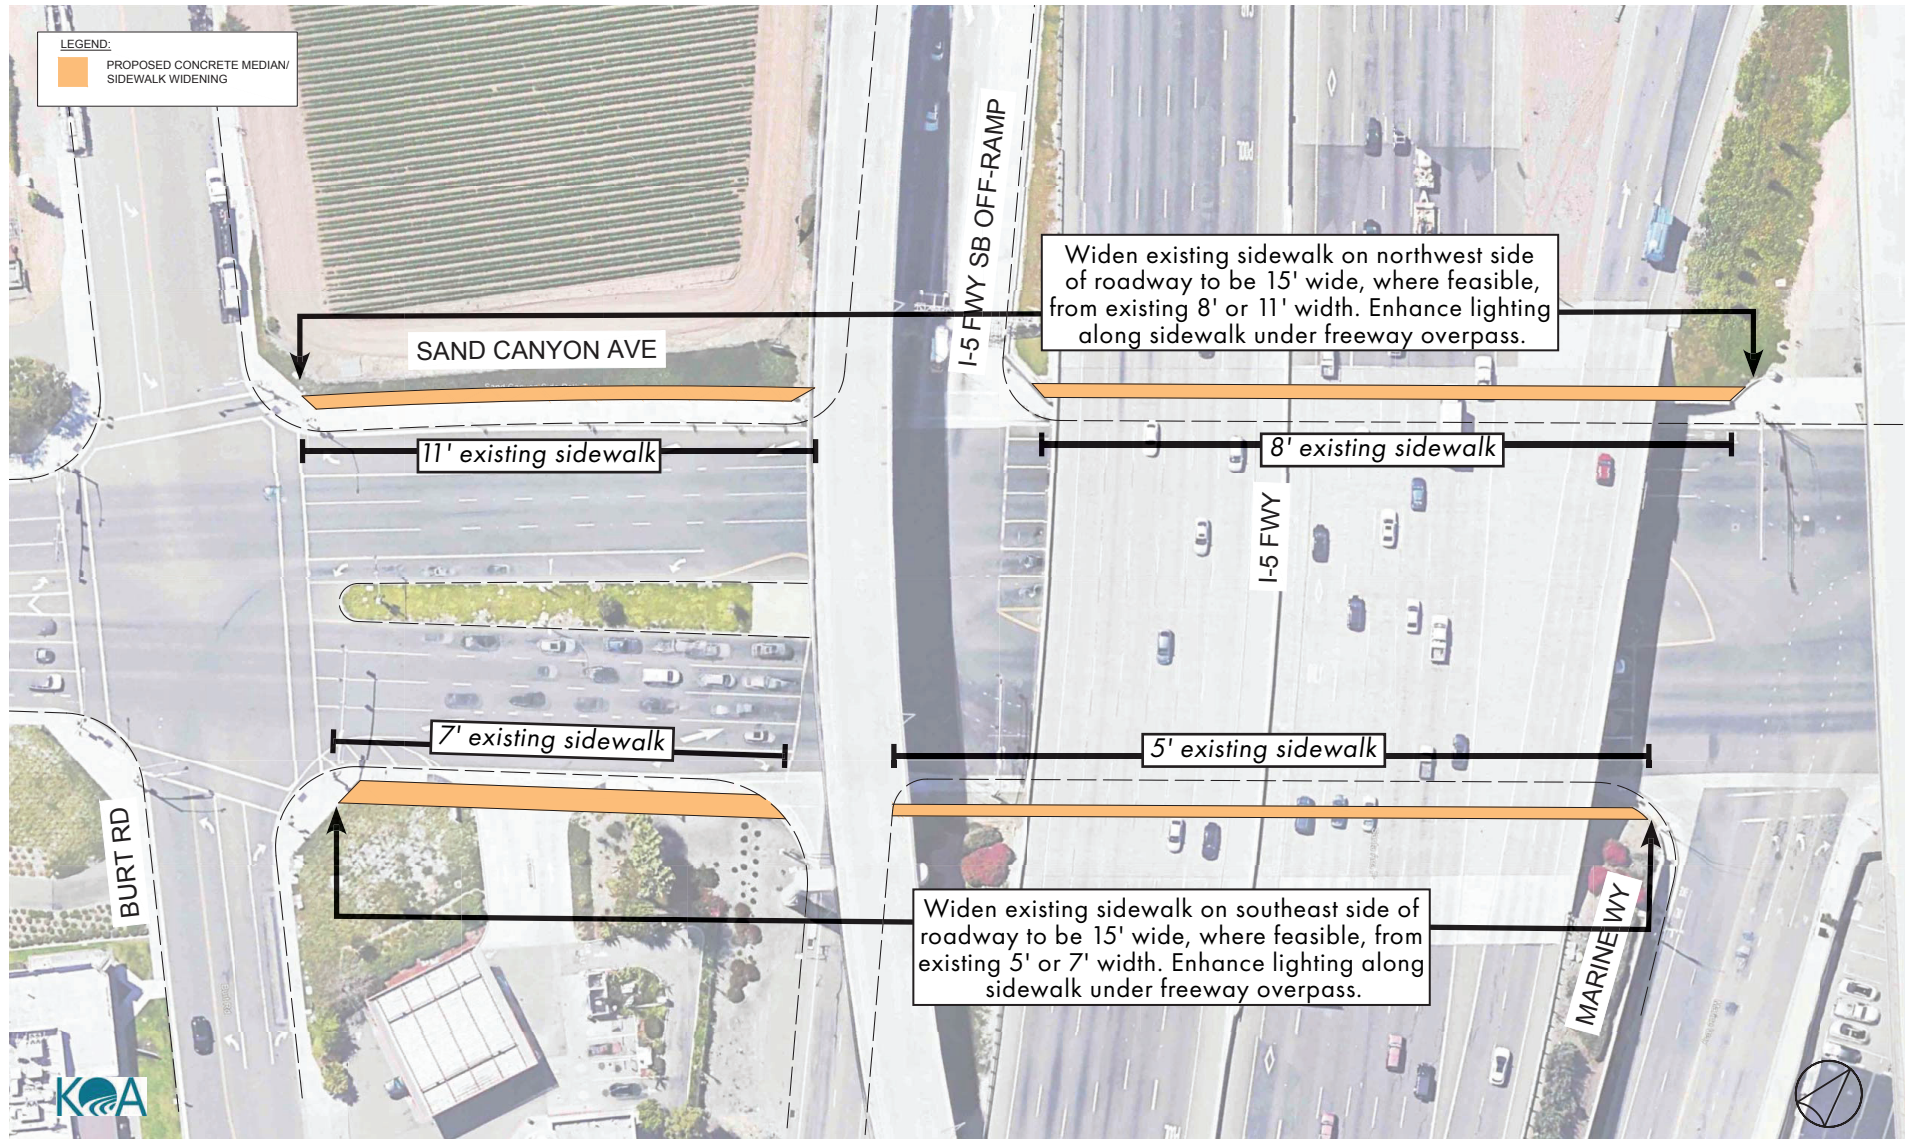 LEGEND:
PROPOSED CONCRETE MEDIAN/
SIDEWALK WIDENING
I-5 FWY SB OFF-RAMP
Widen existing sidewalk on northwest side
of roadway to be 15' wide, where feasible,
from existing 8' or 11' width. Enhance lighting
along sidewalk under freeway overpass.
SAND CANYON AVE
11' existing sidewalk
8' existing sidewalk
I-5 FWY
7' existing sidewalk
5' existing sidewalk
BURT RD
Widen existing sidewalk on southeast side of
roadway to be 15' wide, where feasible, from
existing 5' or 7' width. Enhance lighting along
sidewalk under freeway overpass.
MARINE WY
KOA